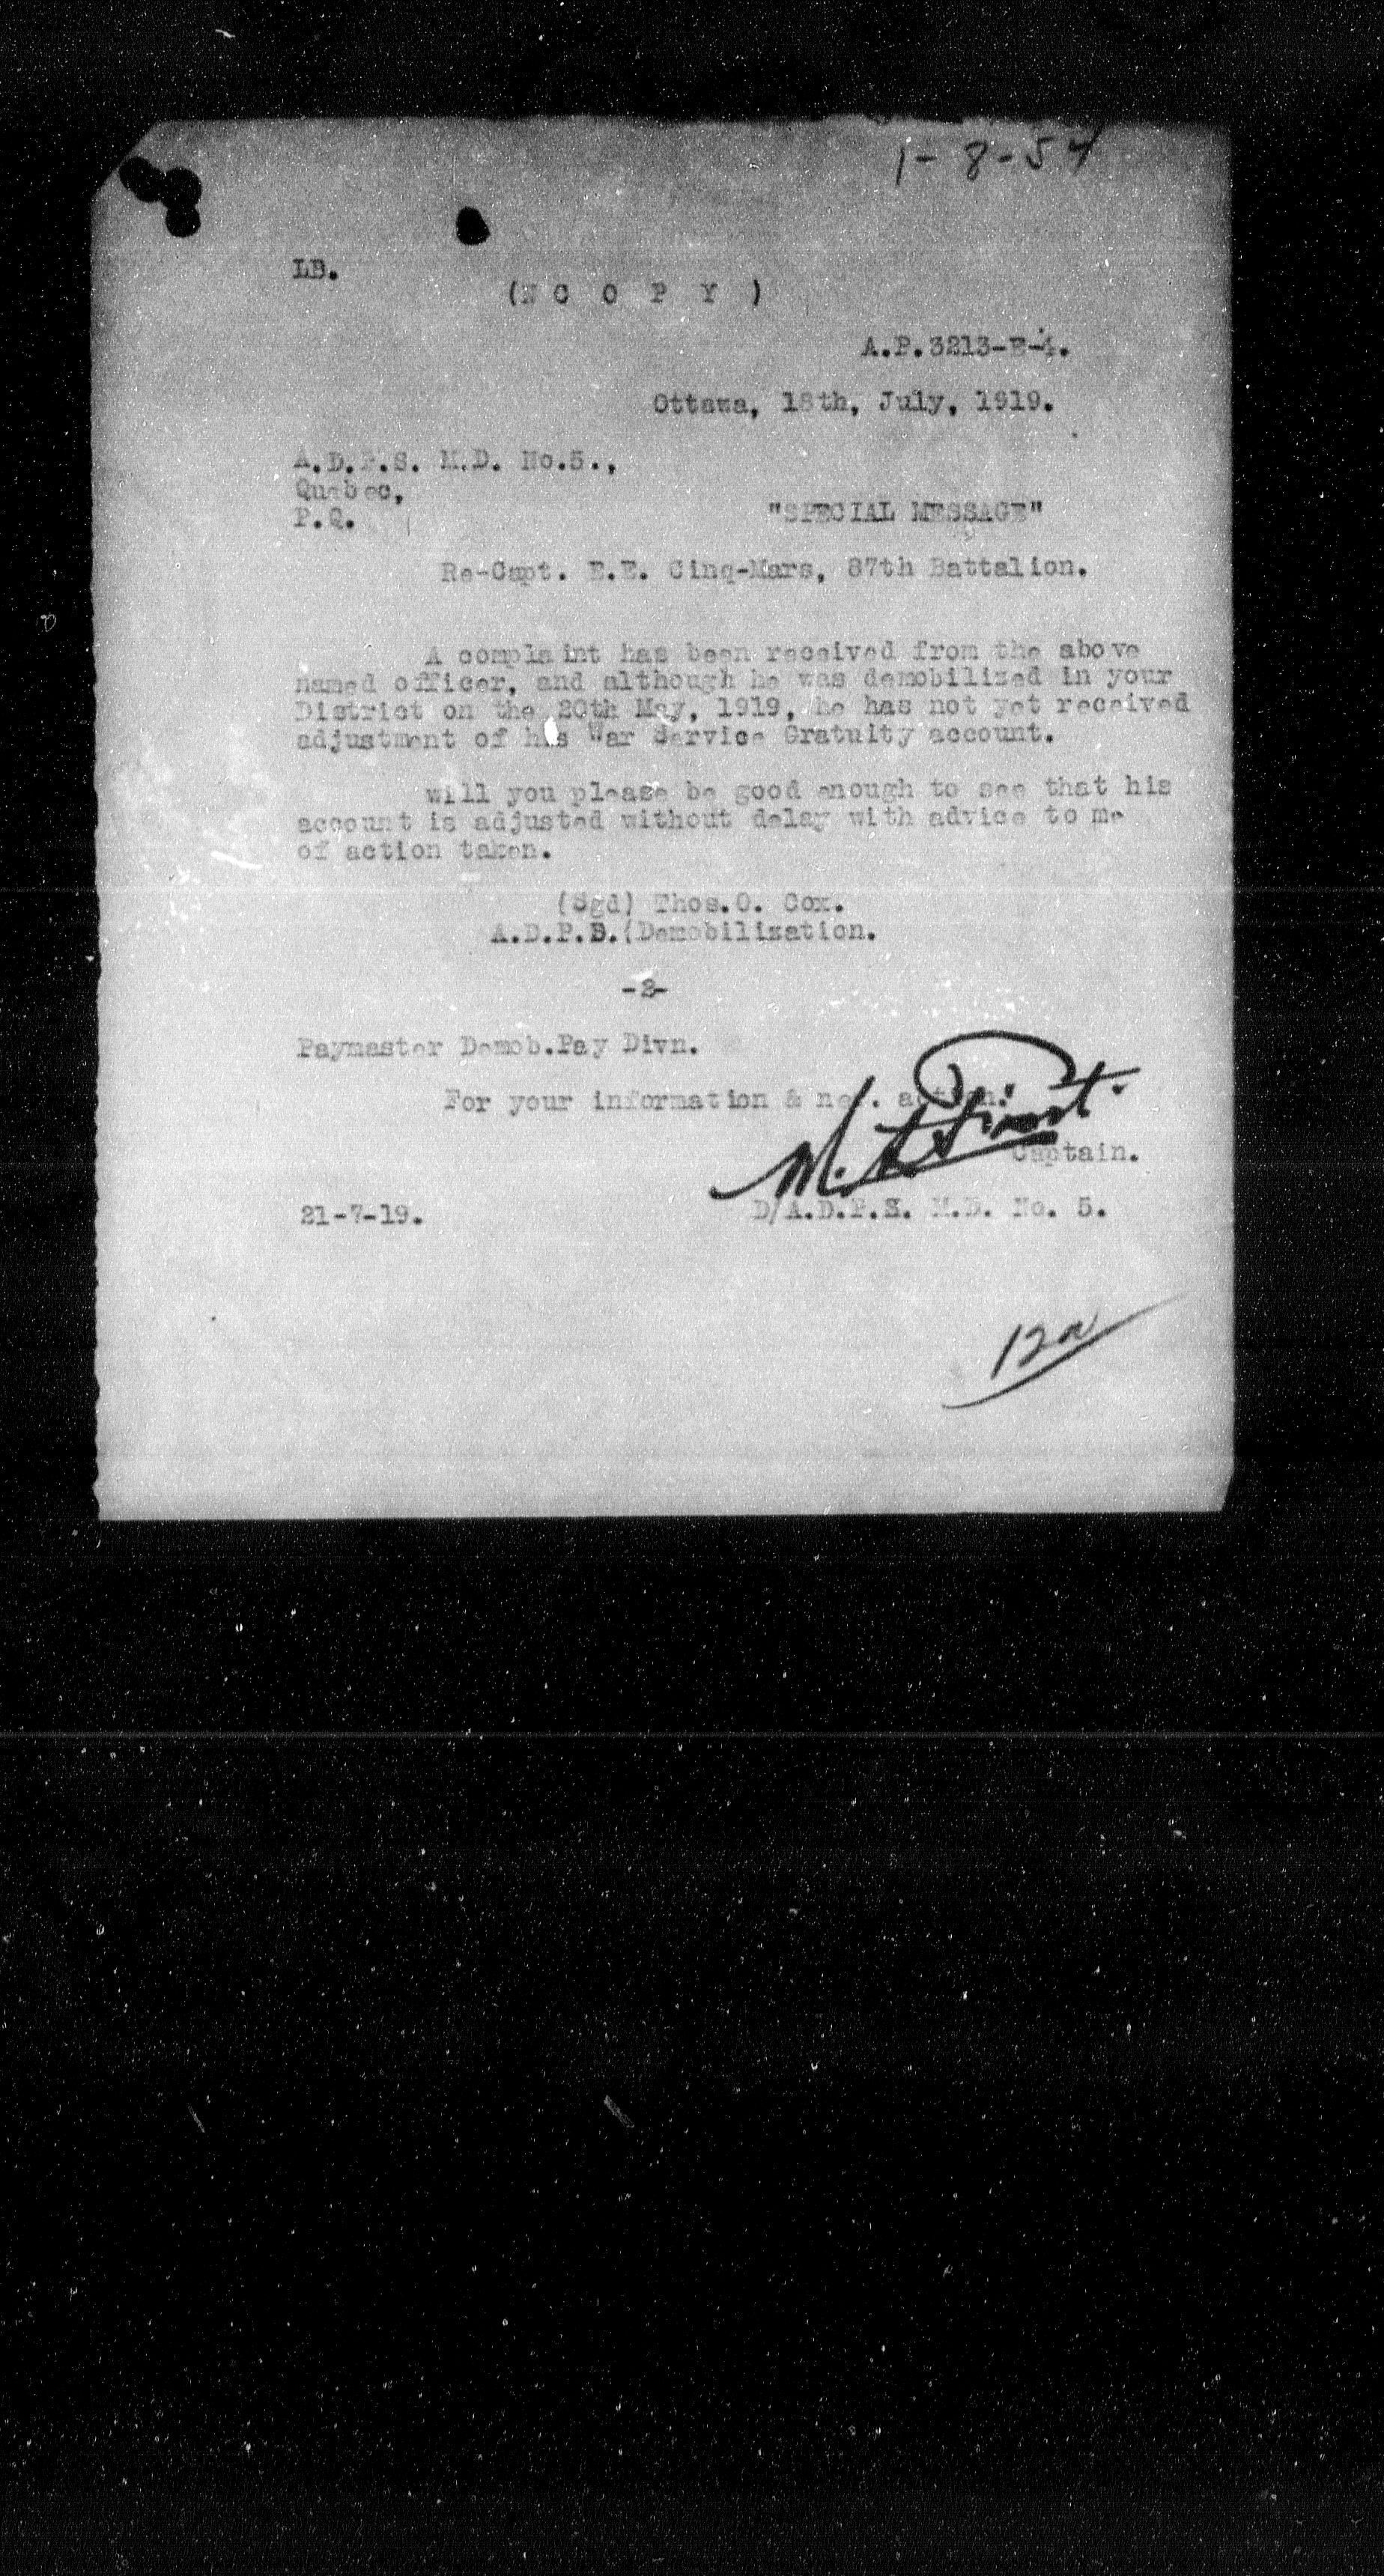 1-8-54
LB.
( C O P Y )
A.P.3213-E-4.
Ottawa, 18th, July, 1919.
A.D.P.S. M.D. No.5.,
Quebec,
P.Q.
"SPECIAL MESSAGE"
Re-Capt. E.E. Cinq-Mars, 87th Battalion.
A complaint has been received from the above
named officer, and although he was demobilized in your
District on the 20th May, 1919, he has not yet received
adjustment of his War Service Gratuity account.
will you please be good enough to see that his
account is adjusted without delay with advice to me
of action taken.
(Sgd) Thos.O. Cox.
A.D.P.S.(Demobilization.
-2-
Paymaster Demob.Pay Divn.
For your information & nec. action.
Captain.
21-7-19.
D/A.D.P.S. M.D. No. 5.
12a